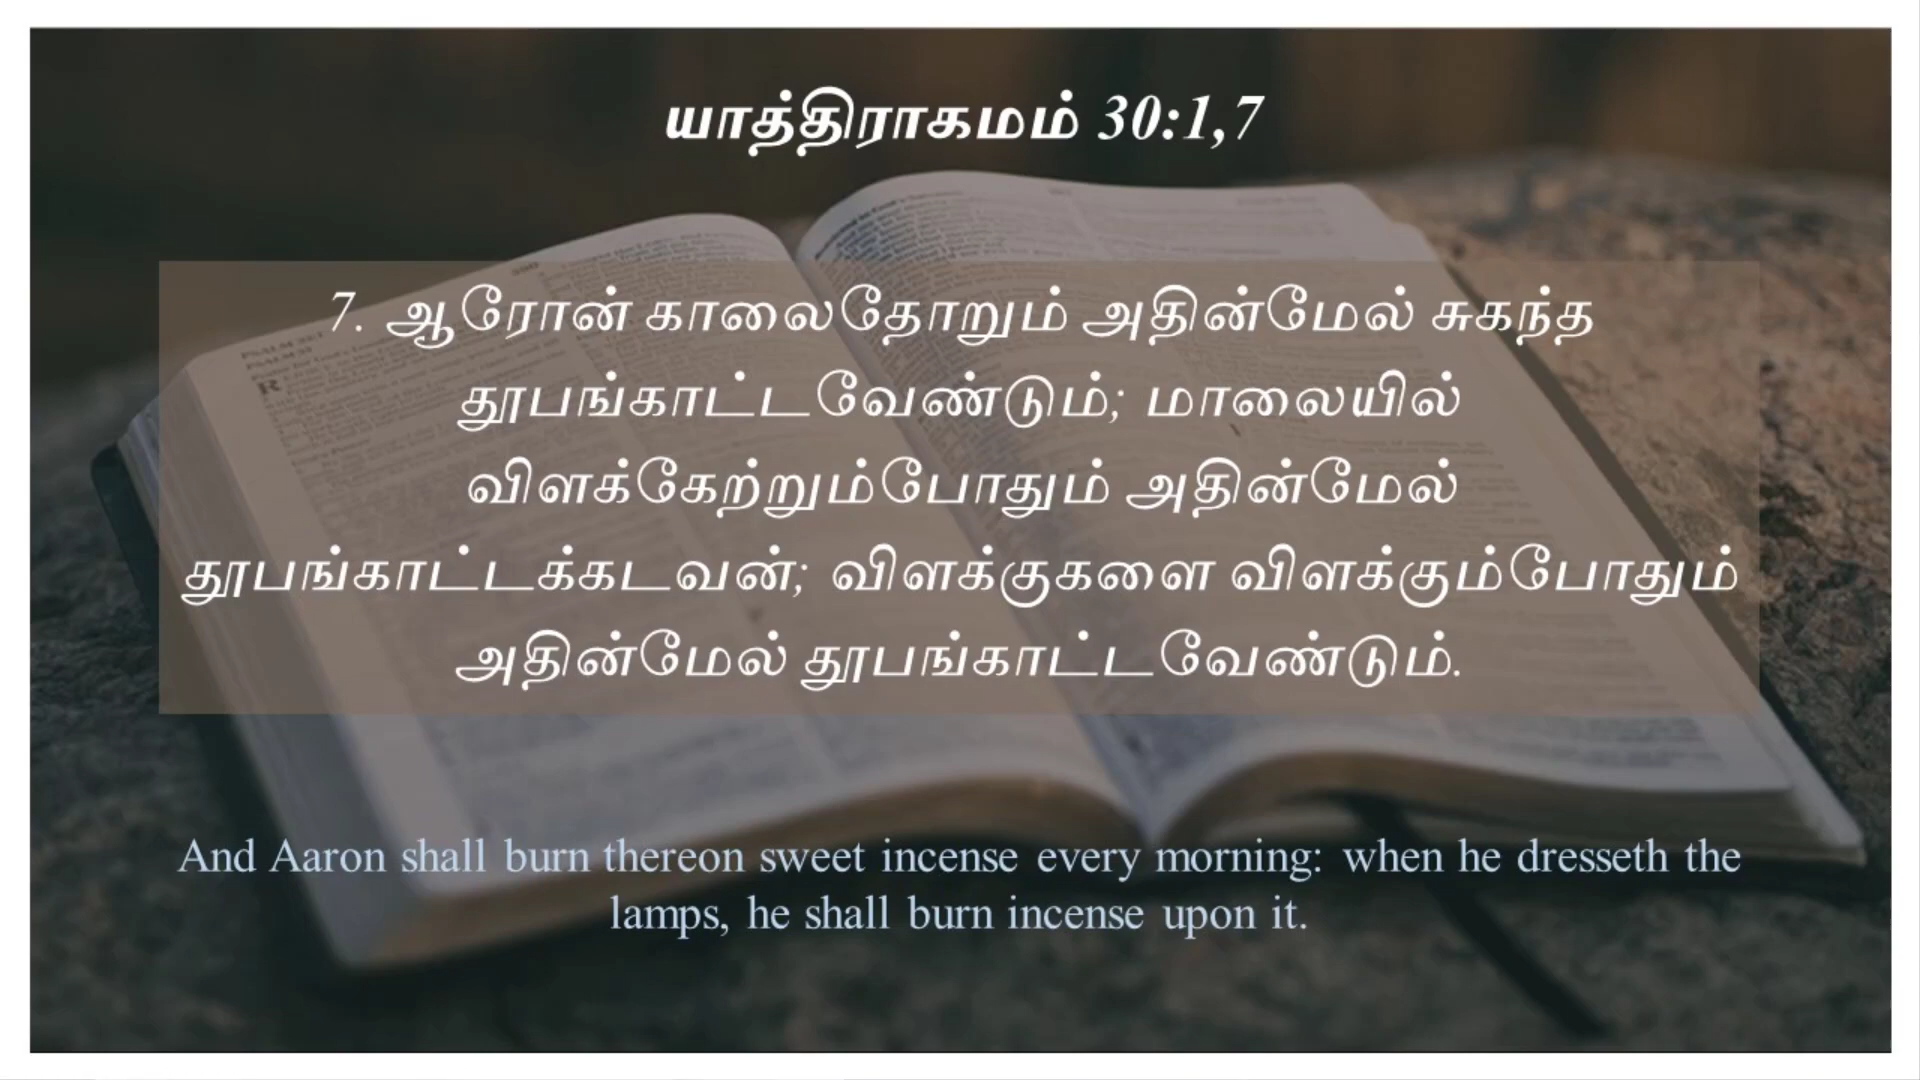 யாத்திராகமம் 30:1,7
7. ஆரோன் காலைதோறும் அதின்மேல் சுகந்த
தூபங்காட்டவேண்டும்; மாலையில்
விளக்கேற்றும்போதும் அதின்மேல்
தூபங்காட்டக்கடவன்; விளக்குகளை விளக்கும்போதும்
அதின்மேல் தூபங்காட்டவேண்டும்.
And Aaron shall burn thereon sweet incense every morning: when he dresseth the
lamps, he shall burn incense upon it.